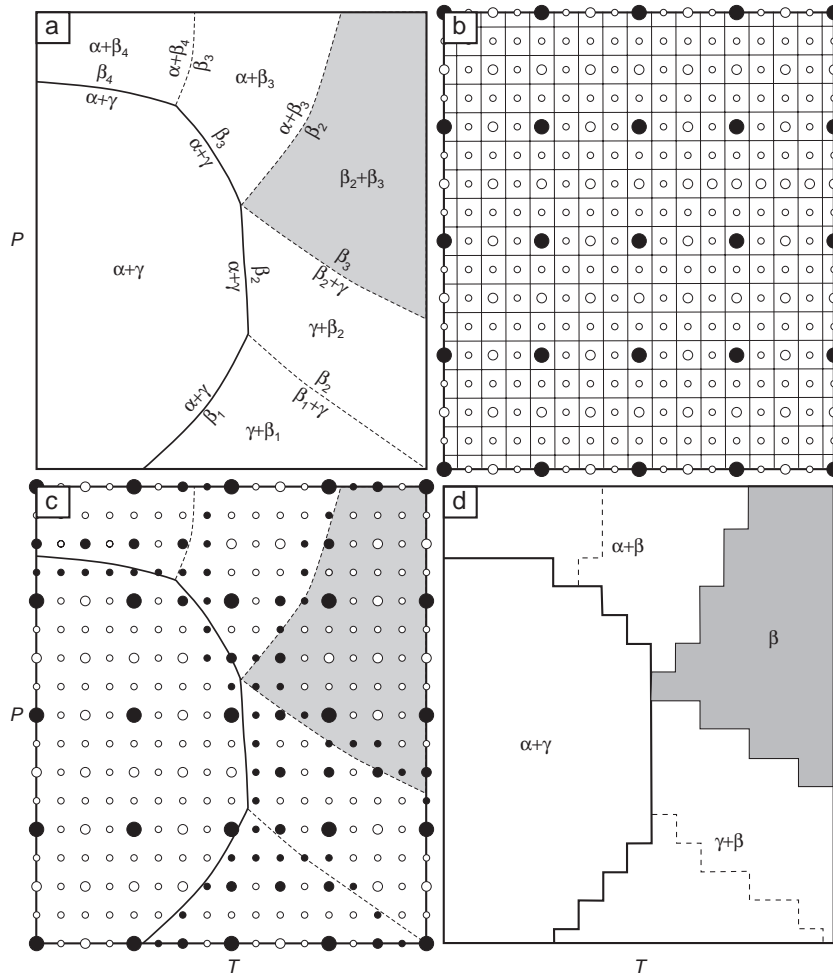 a
α+β₄
β₄
α+γ
α+β₄
β₃
α+β₃
α+γ
β₃
α+β₃
β₂
β₂+β₃
P
α+γ
α+γ
β₂
β₃
β₂+γ
γ+β₂
α+γ
β₁
β₂
β₁+γ
γ+β₁
b
c
P
T
d
α+β
β
α+γ
γ+β
T